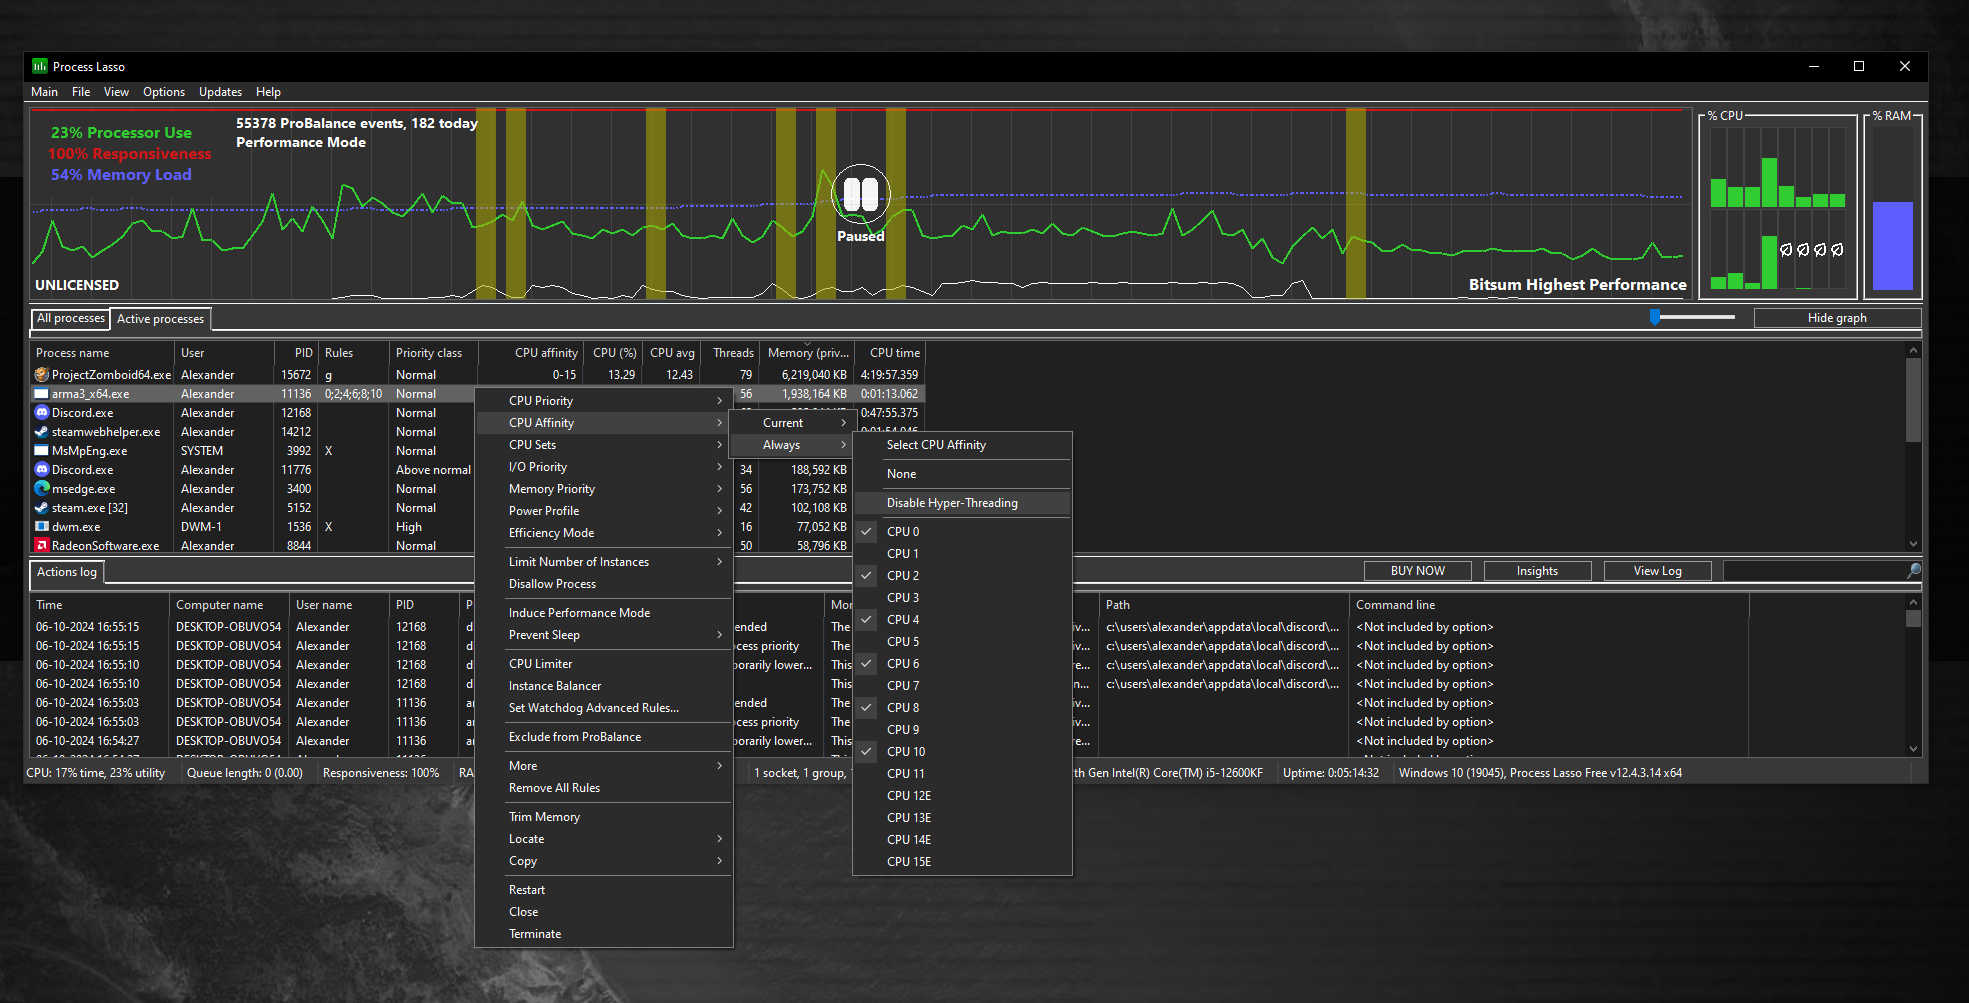 Process Lasso
Main File View Options Updates Help
23% Processor Use
100% Responsiveness
54% Memory Load
55378 ProBalance events, 182 today
Performance Mode
Paused
UNLICENSED
Bitsum Highest Performance
% CPU
% RAM
All processes Active processes
Hide graph
Process name User PID Rules Priority class CPU affinity CPU (%) CPU avg Threads Memory (priv... CPU time
ProjectZomboid64.exe Alexander 15672 g Normal 0-15 13.29 12.43 79 6,219,040 KB 4:19:57.359
arma3_x64.exe Alexander 11136 0;2;4;6;8;10 Normal 56 1,938,164 KB 0:01:13.062
Discord.exe Alexander 12168 Normal 0:47:55.375
steamwebhelper.exe Alexander 14212 Normal
MsMpEng.exe SYSTEM 3992 X Normal
Discord.exe Alexander 11776 Above normal 34 188,592 KB
msedge.exe Alexander 3400 Normal 56 173,752 KB
steam.exe [32] Alexander 5152 Normal 42 102,108 KB
dwm.exe DWM-1 1536 X High 16 77,052 KB
RadeonSoftware.exe Alexander 8844 Normal 50 58,796 KB
CPU Priority
CPU Affinity
CPU Sets
I/O Priority
Memory Priority
Power Profile
Efficiency Mode
Limit Number of Instances
Disallow Process
Induce Performance Mode
Prevent Sleep
CPU Limiter
Instance Balancer
Set Watchdog Advanced Rules...
Exclude from ProBalance
More
Remove All Rules
Trim Memory
Locate
Copy
Restart
Close
Terminate
Current
Always
Select CPU Affinity
None
Disable Hyper-Threading
CPU 0
CPU 1
CPU 2
CPU 3
CPU 4
CPU 5
CPU 6
CPU 7
CPU 8
CPU 9
CPU 10
CPU 11
CPU 12E
CPU 13E
CPU 14E
CPU 15E
Actions log
BUY NOW Insights View Log
Time Computer name User name PID P Mor Path Command line
06-10-2024 16:55:15 DESKTOP-OBUVO54 Alexander 12168 d ended The iv... c:\users\alexander\appdata\local\discord\... <Not included by option>
06-10-2024 16:55:15 DESKTOP-OBUVO54 Alexander 12168 d cess priority The iv... c:\users\alexander\appdata\local\discord\... <Not included by option>
06-10-2024 16:55:10 DESKTOP-OBUVO54 Alexander 12168 d porarily lower... This re... c:\users\alexander\appdata\local\discord\... <Not included by option>
06-10-2024 16:55:10 DESKTOP-OBUVO54 Alexander 12168 d This n... c:\users\alexander\appdata\local\discord\... <Not included by option>
06-10-2024 16:55:03 DESKTOP-OBUVO54 Alexander 11136 ar ended The iv... <Not included by option>
06-10-2024 16:55:03 DESKTOP-OBUVO54 Alexander 11136 ar cess priority The iv... <Not included by option>
06-10-2024 16:54:27 DESKTOP-OBUVO54 Alexander 11136 ar porarily lower... This re... <Not included by option>
CPU: 17% time, 23% utility Queue length: 0 (0.00) Responsiveness: 100% RA 1 socket, 1 group, th Gen Intel(R) Core(TM) i5-12600KF Uptime: 0:05:14:32 Windows 10 (19045), Process Lasso Free v12.4.3.14 x64